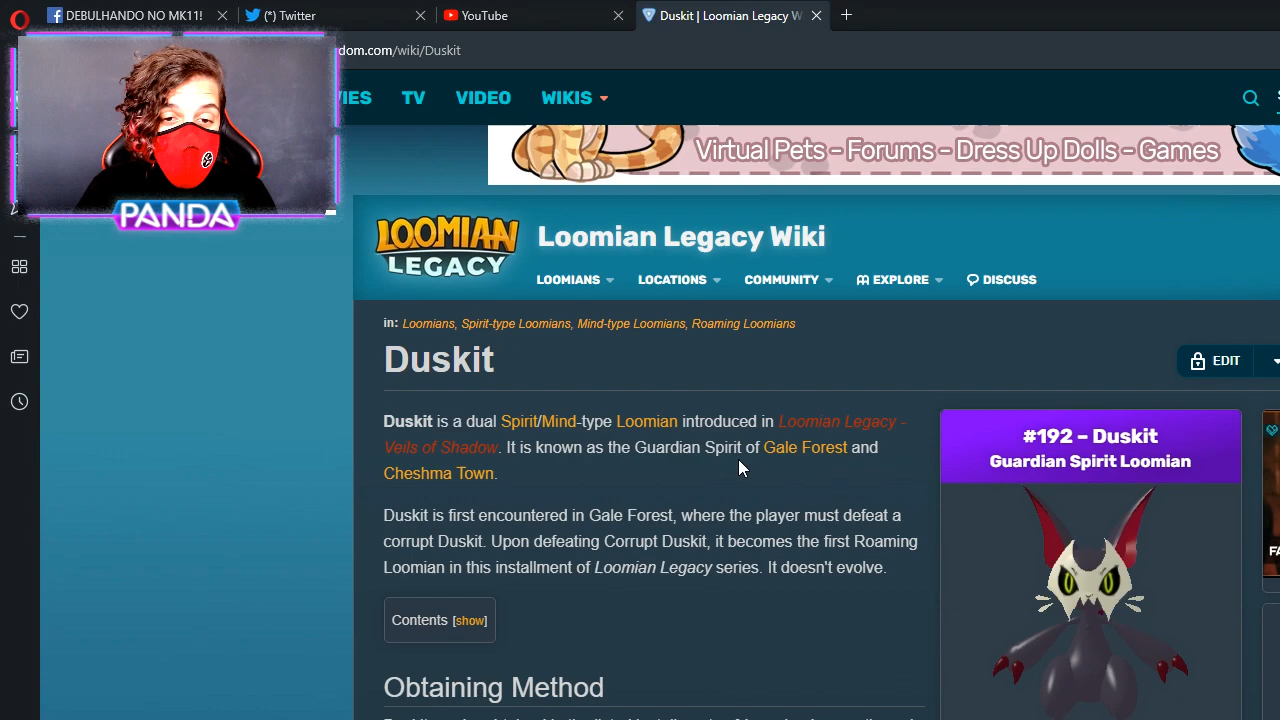 DEBULHANDO NO MK11!
(*) Twitter
YouTube
Duskit | Loomian Legacy W
dom.com/wiki/Duskit
IES TV VIDEO WIKIS
Virtual Pets - Forums - Dress Up Dolls - Games
PANDA
LOOMIAN
LEGACY
Loomian Legacy Wiki
LOOMIANS LOCATIONS COMMUNITY EXPLORE DISCUSS
in: Loomians, Spirit-type Loomians, Mind-type Loomians, Roaming Loomians
Duskit
EDIT
Duskit is a dual Spirit/Mind-type Loomian introduced in Loomian Legacy -
Veils of Shadow. It is known as the Guardian Spirit of Gale Forest and
Cheshma Town.
Duskit is first encountered in Gale Forest, where the player must defeat a
corrupt Duskit. Upon defeating Corrupt Duskit, it becomes the first Roaming
Loomian in this installment of Loomian Legacy series. It doesn't evolve.
Contents [show]
Obtaining Method
#192 – Duskit
Guardian Spirit Loomian